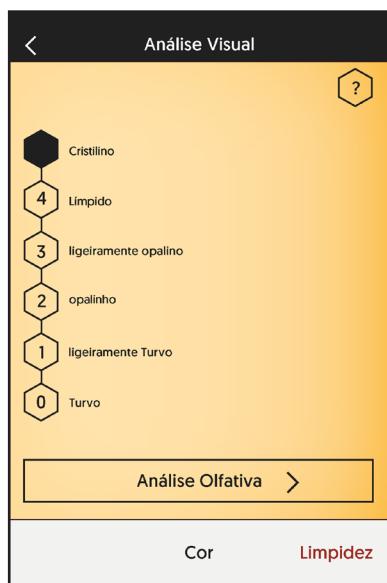 Análise Visual
?
Cristilino
4 Límpido
3 ligeiramente opalino
2 opalinho
1 ligeiramente Turvo
0 Turvo
Análise Olfativa
Cor Limpidez